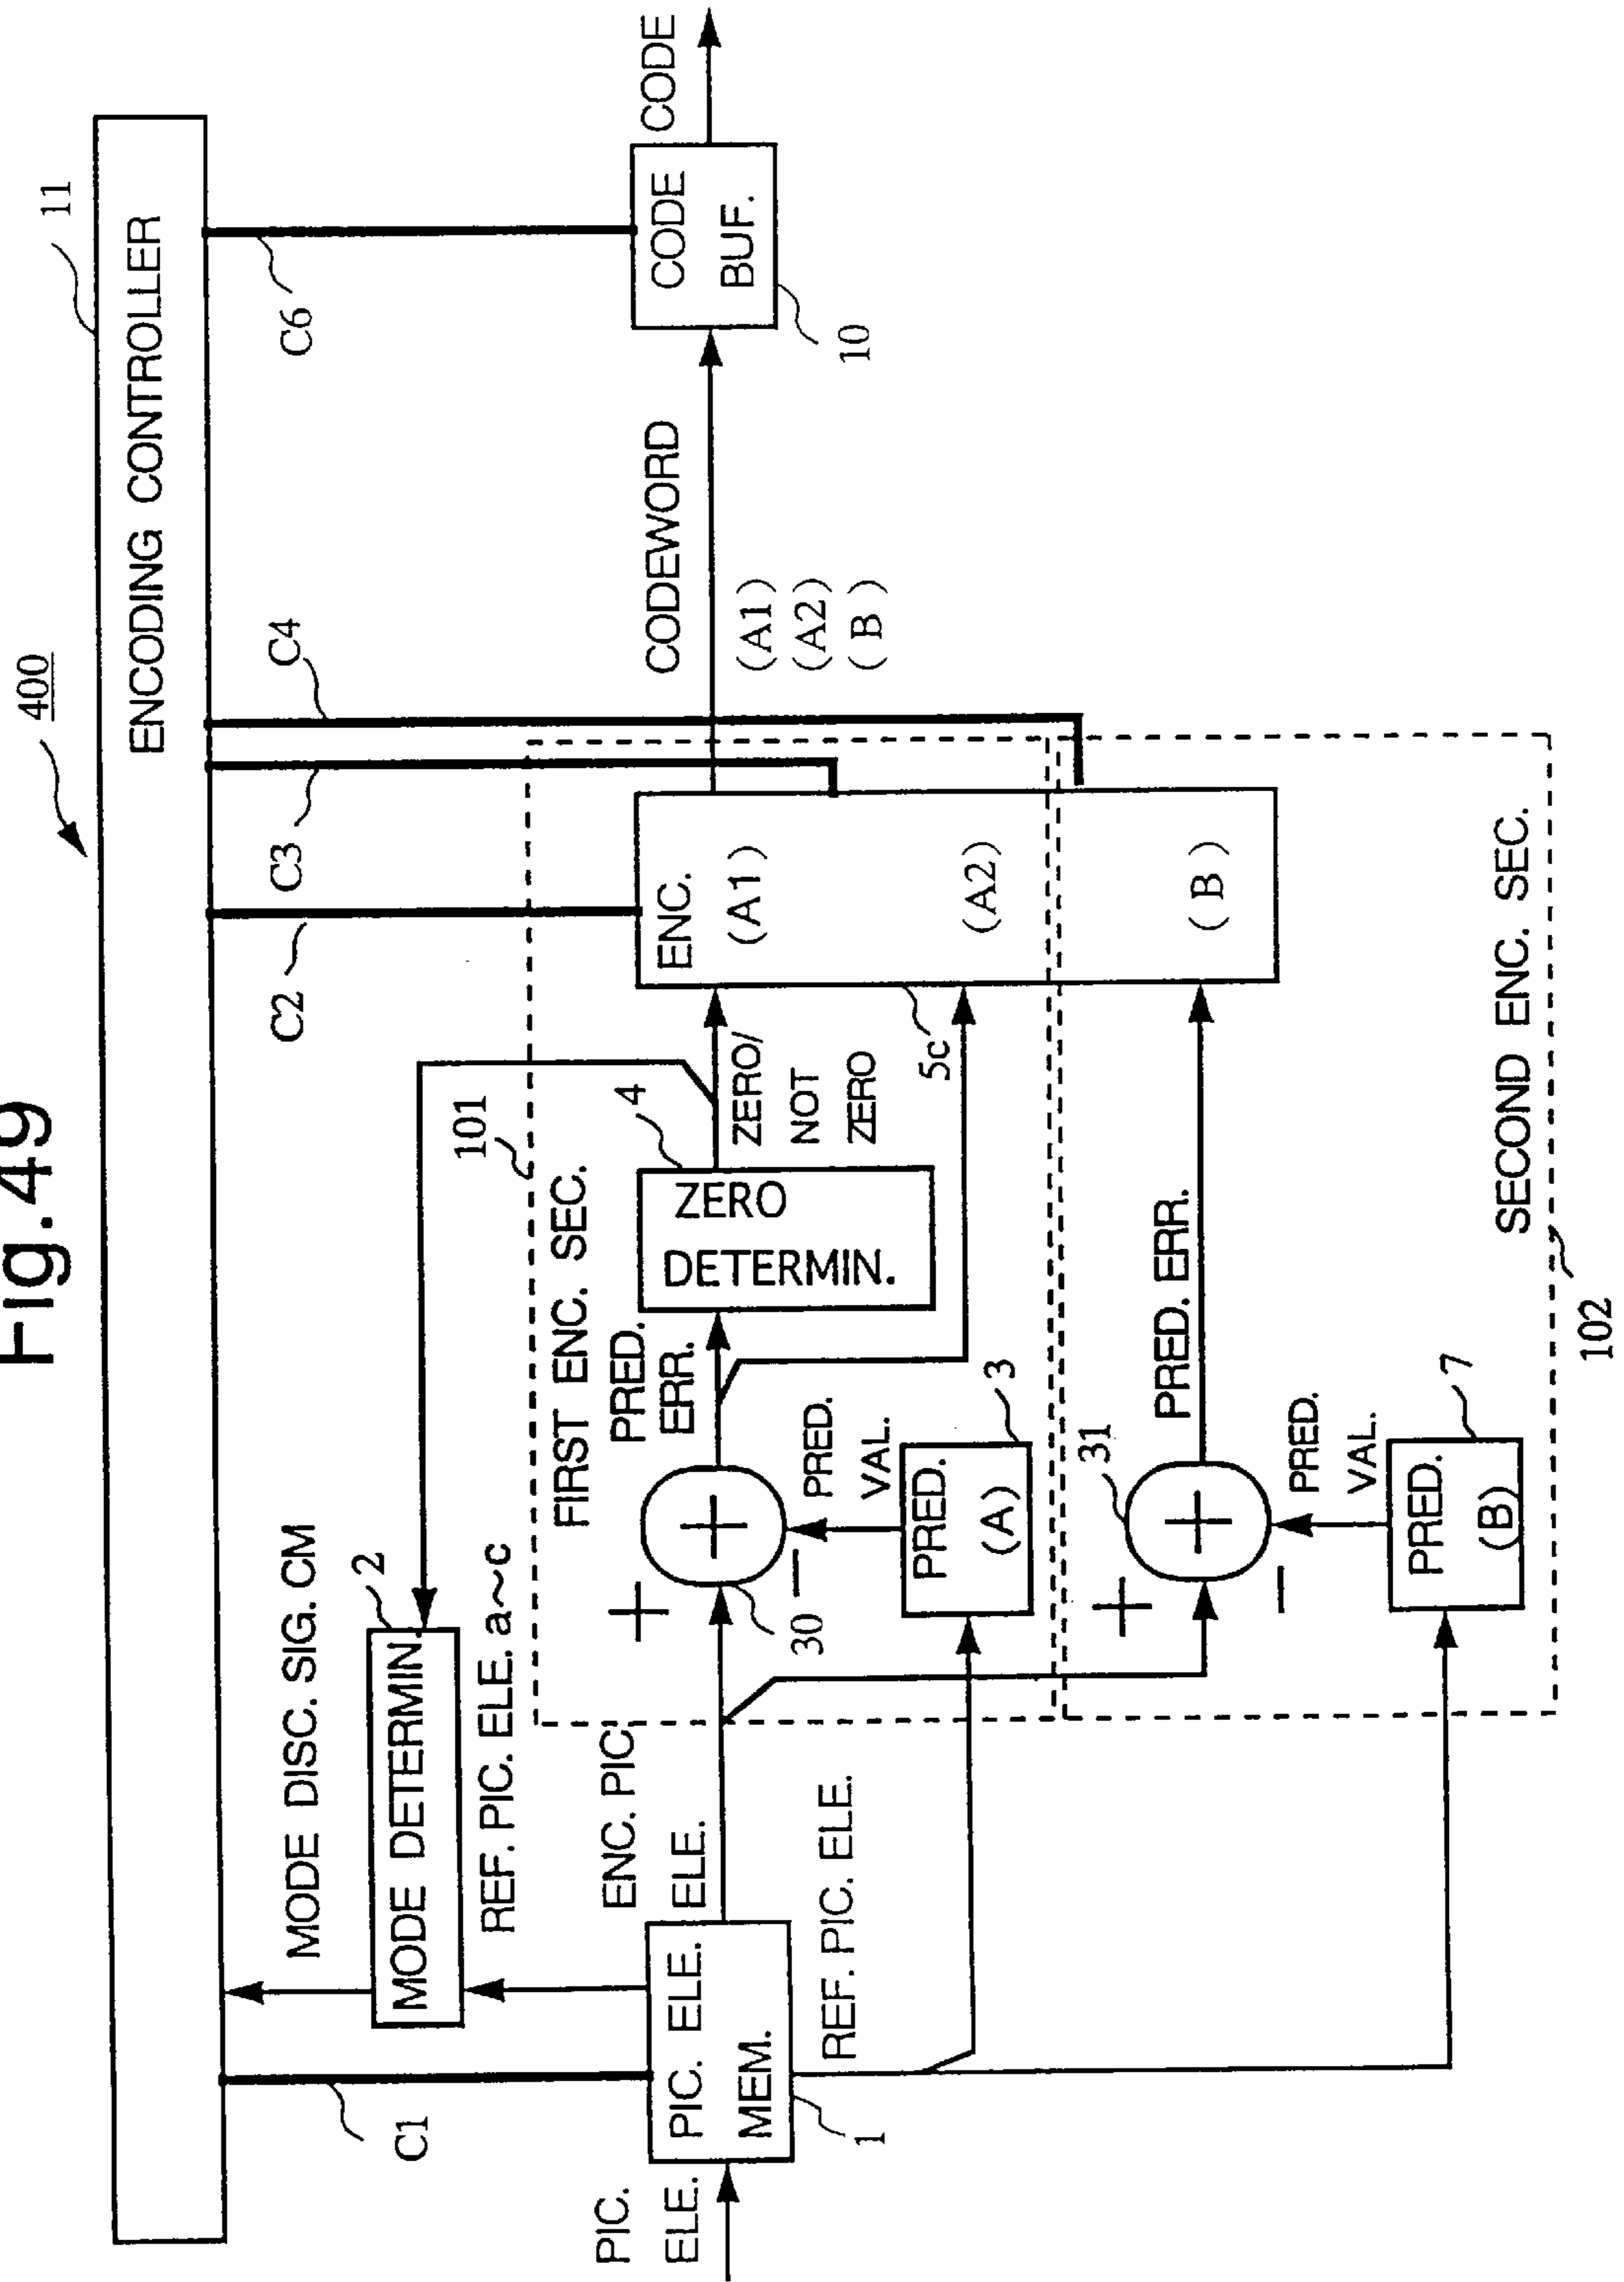 Fig. 49
400
11
ENCODING CONTROLLER
C1
MODE DISC. SIG. CM
C2
C3
C4
C6
2
MODE DETERMIN.
REF. PIC. ELE. a~c
101
FIRST ENC. SEC.
PIC.
ELE.
PIC. ELE.
MEM.
1
ENC. PIC.
ELE.
REF. PIC. ELE.
+
−
+
30
PRED.
ERR.
PRED.
VAL.
PRED.
(A)
3
ZERO
DETERMIN.
4
ZERO/
NOT
ZERO
ENC.
(A1)
(A2)
(B)
5c
CODEWORD
(A1)
(A2)
(B)
CODE
BUF.
10
CODE
+
−
+
31
PRED. ERR.
PRED.
VAL.
PRED.
(B)
7
SECOND ENC. SEC.
102